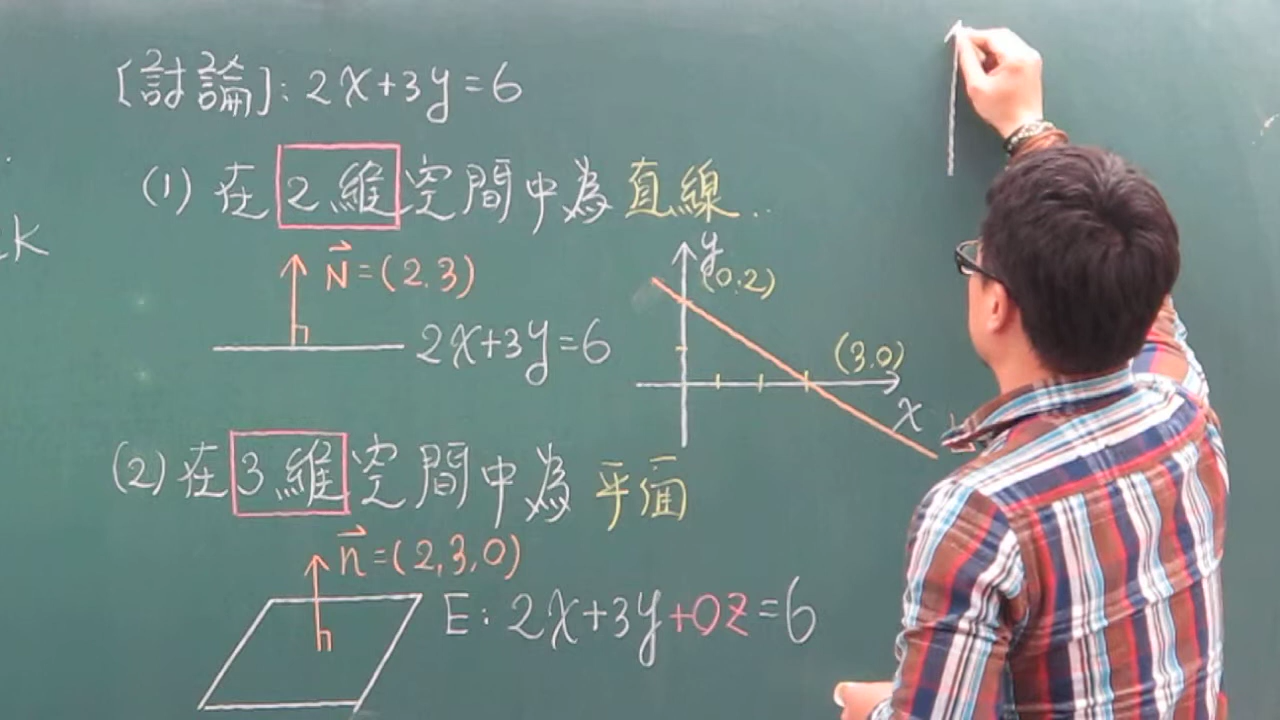 [討論]: 2x+3y=6
(1) 在2維空間中為直線..
N=(2,3)
2x+3y=6
y
(0,2)
(3,0)
x
k
(2) 在3維空間中為平面
n=(2,3,0)
E: 2x+3y+0z=6